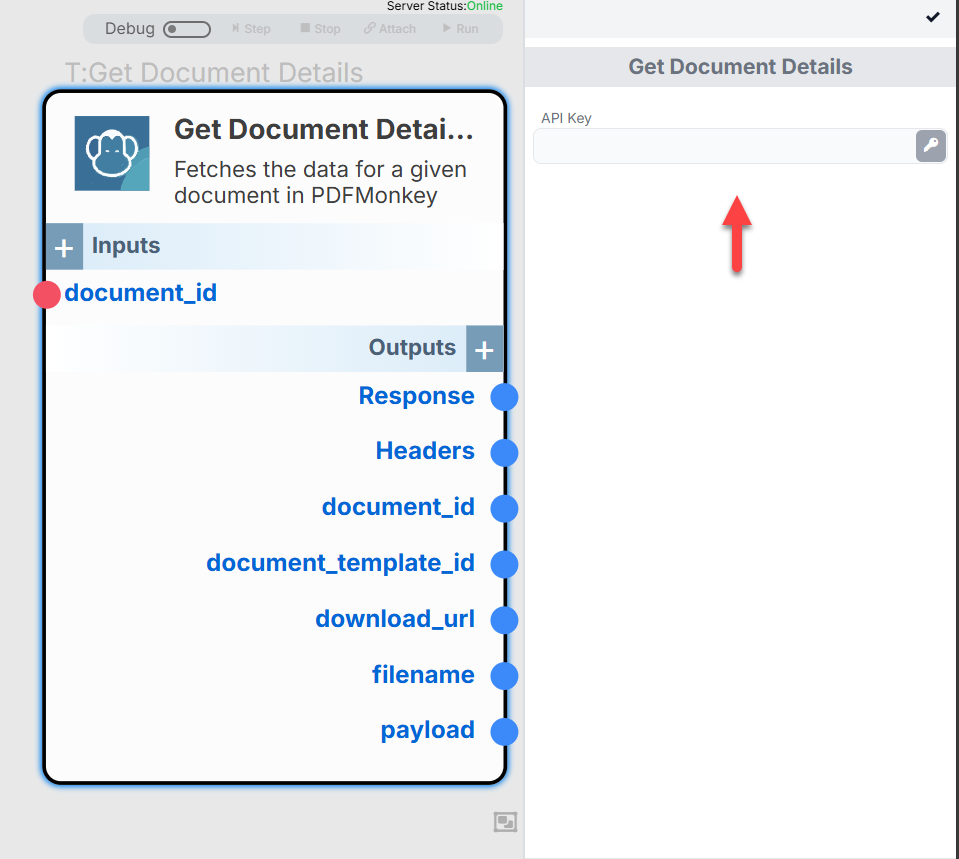 Server Status:Online
Debug Step Stop Attach Run
T:Get Document Details
Get Document Detai...
Fetches the data for a given
document in PDFMonkey
+ Inputs
document_id
Outputs +
Response
Headers
document_id
document_template_id
download_url
filename
payload
Get Document Details
API Key